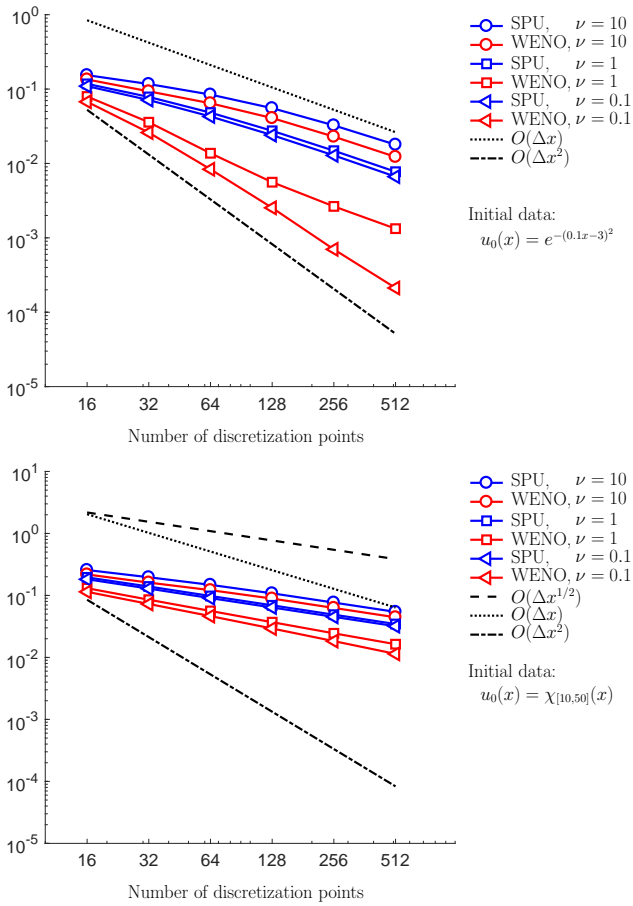 10^0
10^-1
10^-2
10^-3
10^-4
10^-5
16 32 64 128 256 512
Number of discretization points
SPU, ν = 10
WENO, ν = 10
SPU, ν = 1
WENO, ν = 1
SPU, ν = 0.1
WENO, ν = 0.1
O(Δx)
O(Δx^2)
Initial data:
u_0(x) = e^{-(0.1x-3)^2}
10^1
10^0
10^-1
10^-2
10^-3
10^-4
10^-5
16 32 64 128 256 512
Number of discretization points
SPU, ν = 10
WENO, ν = 10
SPU, ν = 1
WENO, ν = 1
SPU, ν = 0.1
WENO, ν = 0.1
O(Δx^{1/2})
O(Δx)
O(Δx^2)
Initial data:
u_0(x) = χ_{[10,50]}(x)